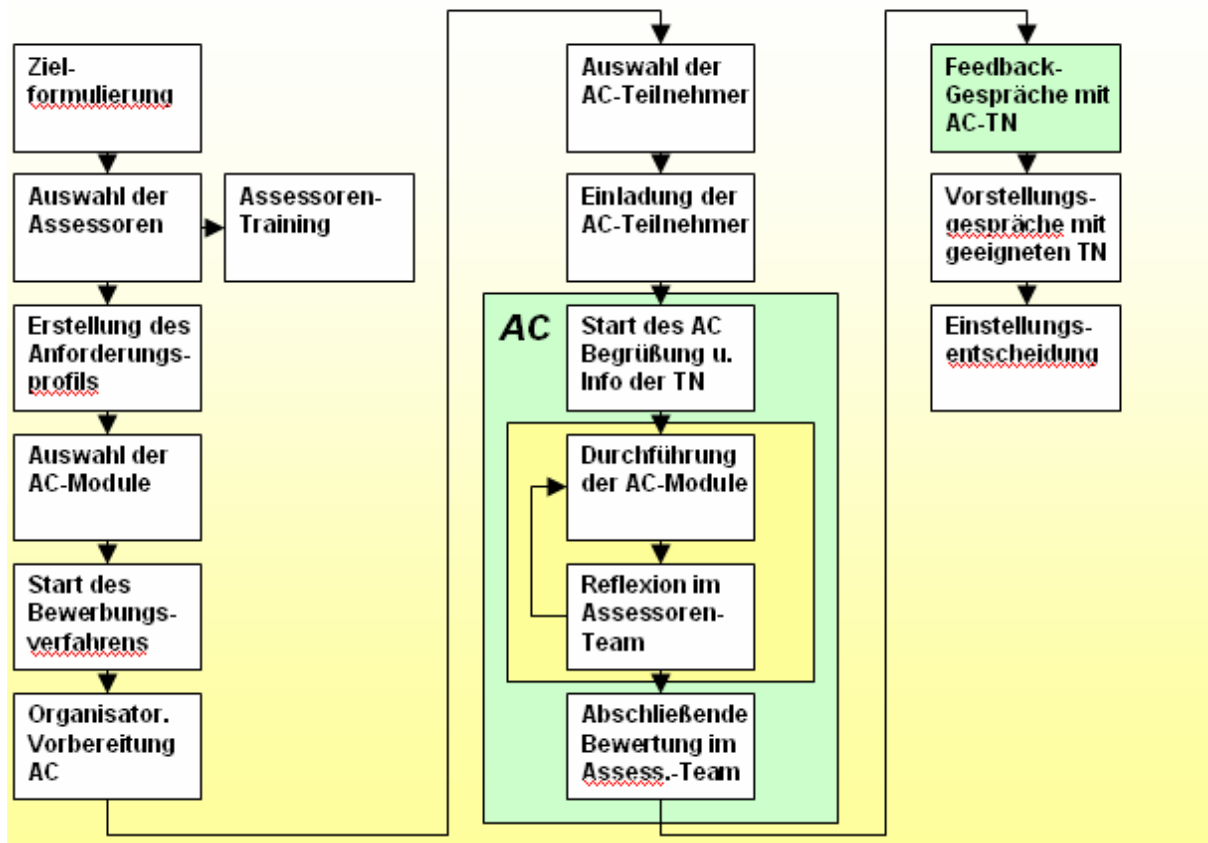 Ziel-
formulierung
Auswahl der
Assessoren
Assessoren-
Training
Erstellung des
Anforderungs-
profils
Auswahl der
AC-Module
Start des
Bewerbungs-
verfahrens
Organisator.
Vorbereitung
AC
Auswahl der
AC-Teilnehmer
Einladung der
AC-Teilnehmer
AC
Start des AC
Begrüßung u.
Info der TN
Durchführung
der AC-Module
Reflexion im
Assessoren-
Team
Abschließende
Bewertung im
Assess.-Team
Feedback-
Gespräche mit
AC-TN
Vorstellungs-
gespräche mit
geeigneten TN
Einstellungs-
entscheidung